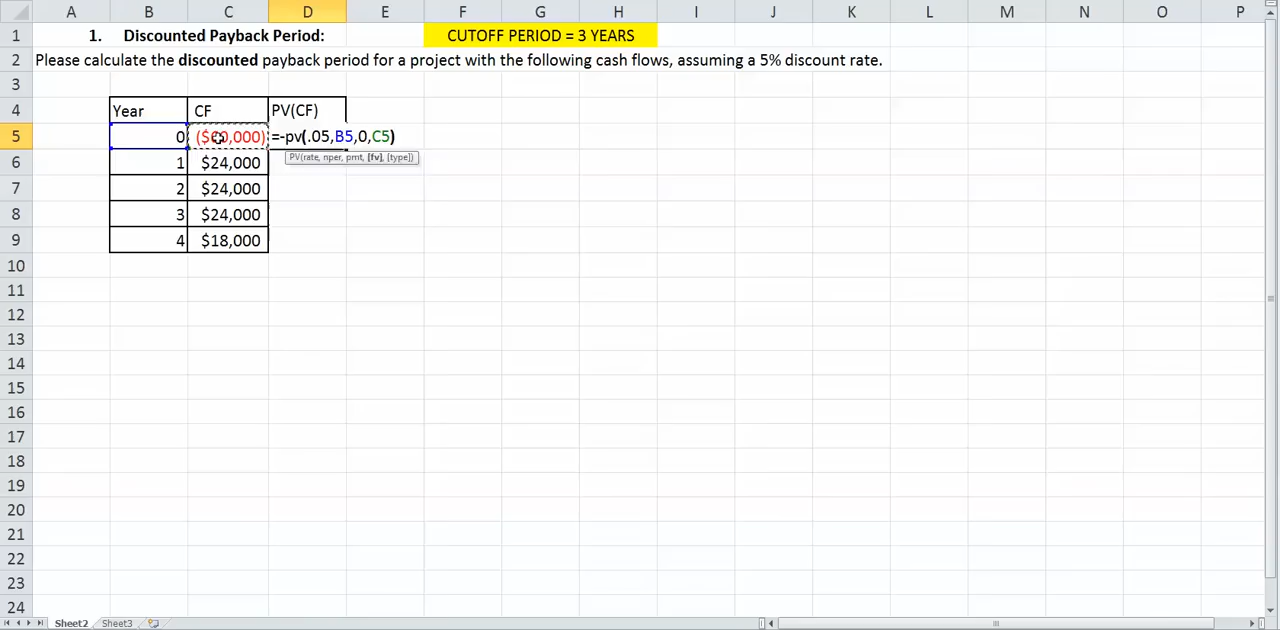 A B C D E F G H I J K L M N O P
1 1. Discounted Payback Period: CUTOFF PERIOD = 3 YEARS
2 Please calculate the discounted payback period for a project with the following cash flows, assuming a 5% discount rate.
3
4 Year CF PV(CF)
5 0 ($60,000) =-pv(.05,B5,0,C5)
PV(rate, nper, pmt, [fv], [type])
6 1 $24,000
7 2 $24,000
8 3 $24,000
9 4 $18,000
10
11
12
13
14
15
16
17
18
19
20
21
22
23
24
Sheet2 Sheet3